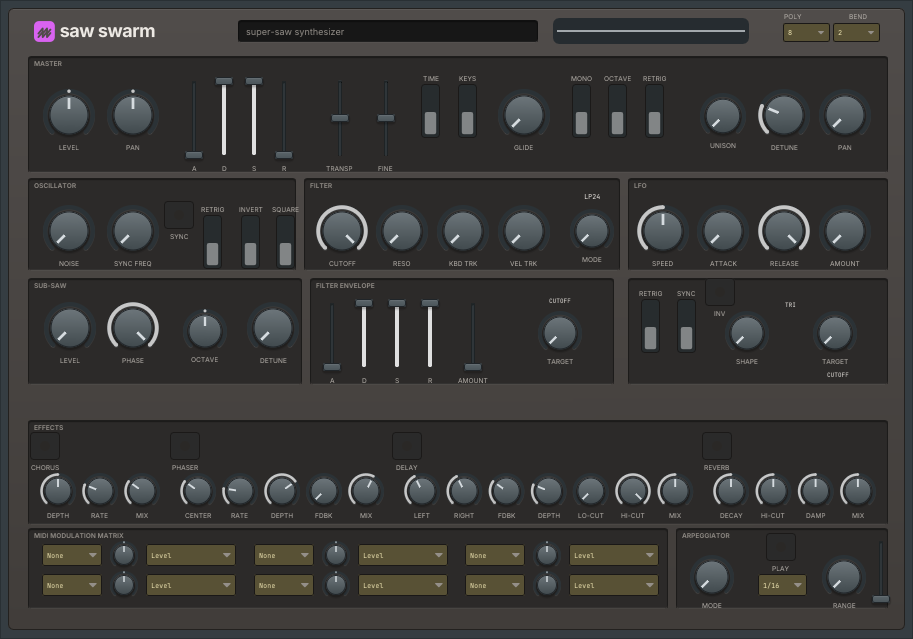 saw swarm
super-saw synthesizer
POLY BEND
8 2
MASTER
TIME KEYS MONO OCTAVE RETRIG
LEVEL PAN GLIDE UNISON DETUNE PAN
A D S R TRANSP FINE
OSCILLATOR FILTER LFO
LP24
RETRIG INVERT SQUARE
SYNC
NOISE SYNC FREQ CUTOFF RESO KBD TRK VEL TRK MODE SPEED ATTACK RELEASE AMOUNT
SUB-SAW FILTER ENVELOPE
RETRIG SYNC
CUTOFF TRI
INV
LEVEL PHASE OCTAVE DETUNE TARGET SHAPE TARGET
CUTOFF
A D S R AMOUNT
EFFECTS
CHORUS PHASER DELAY REVERB
DEPTH RATE MIX CENTER RATE DEPTH FDBK MIX LEFT RIGHT FDBK DEPTH LO-CUT HI-CUT MIX DECAY HI-CUT DAMP MIX
MIDI MODULATION MATRIX ARPEGGIATOR
None Level None Level None Level
PLAY
None Level None Level None Level 1/16
MODE RANGE